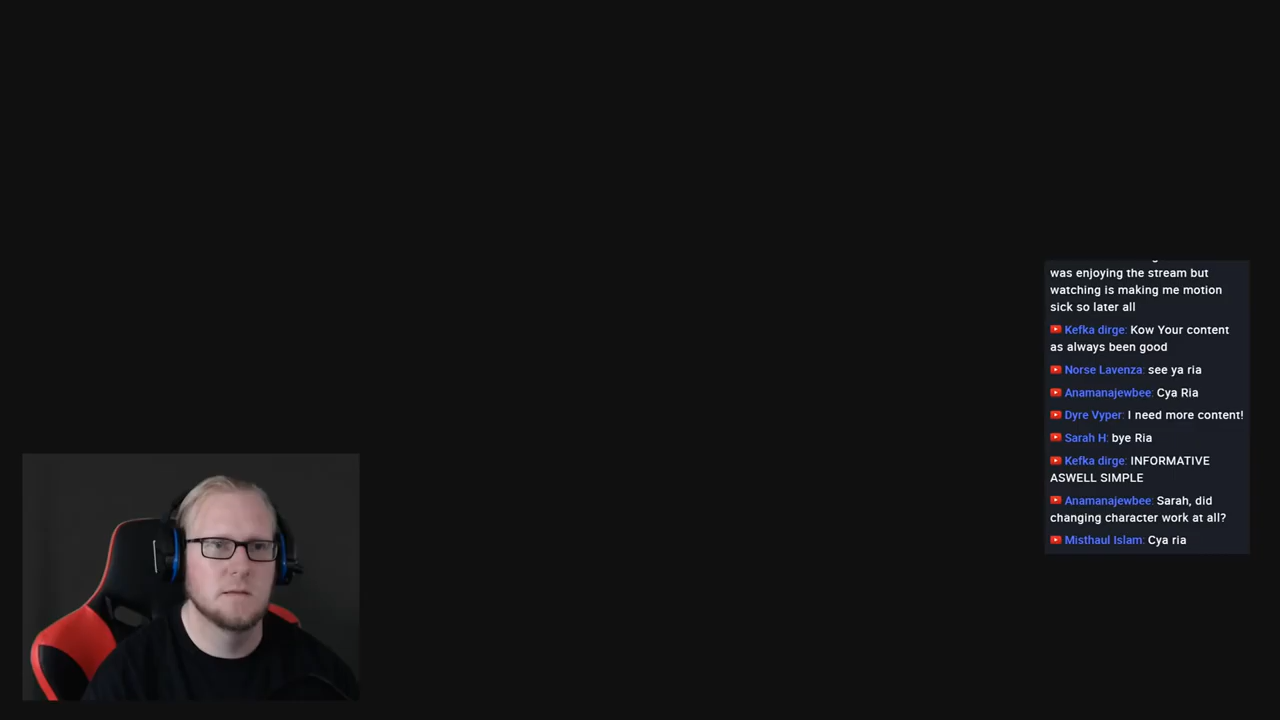 was enjoying the stream but
watching is making me motion
sick so later all
Kefka dirge: Kow Your content
as always been good
Norse Lavenza: see ya ria
Anamanajewbee: Cya Ria
Dyre Vyper: I need more content!
Sarah H: bye Ria
Kefka dirge: INFORMATIVE
ASWELL SIMPLE
Anamanajewbee: Sarah, did
changing character work at all?
Misthaul Islam: Cya ria